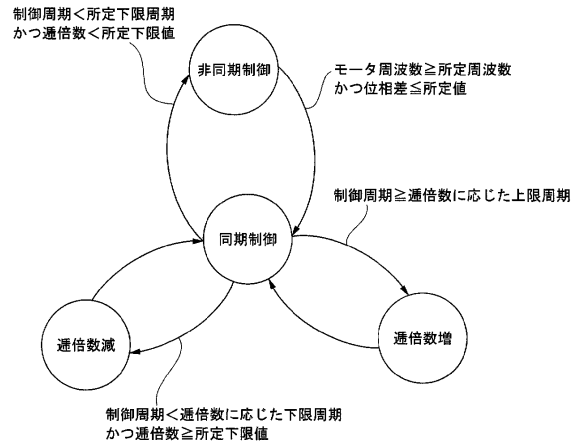 制御周期＜所定下限周期
かつ逓倍数＜所定下限値
非同期制御
モータ周波数≧所定周波数
かつ位相差≦所定値
制御周期≧逓倍数に応じた上限周期
同期制御
逓倍数減
逓倍数増
制御周期＜逓倍数に応じた下限周期
かつ逓倍数≧所定下限値